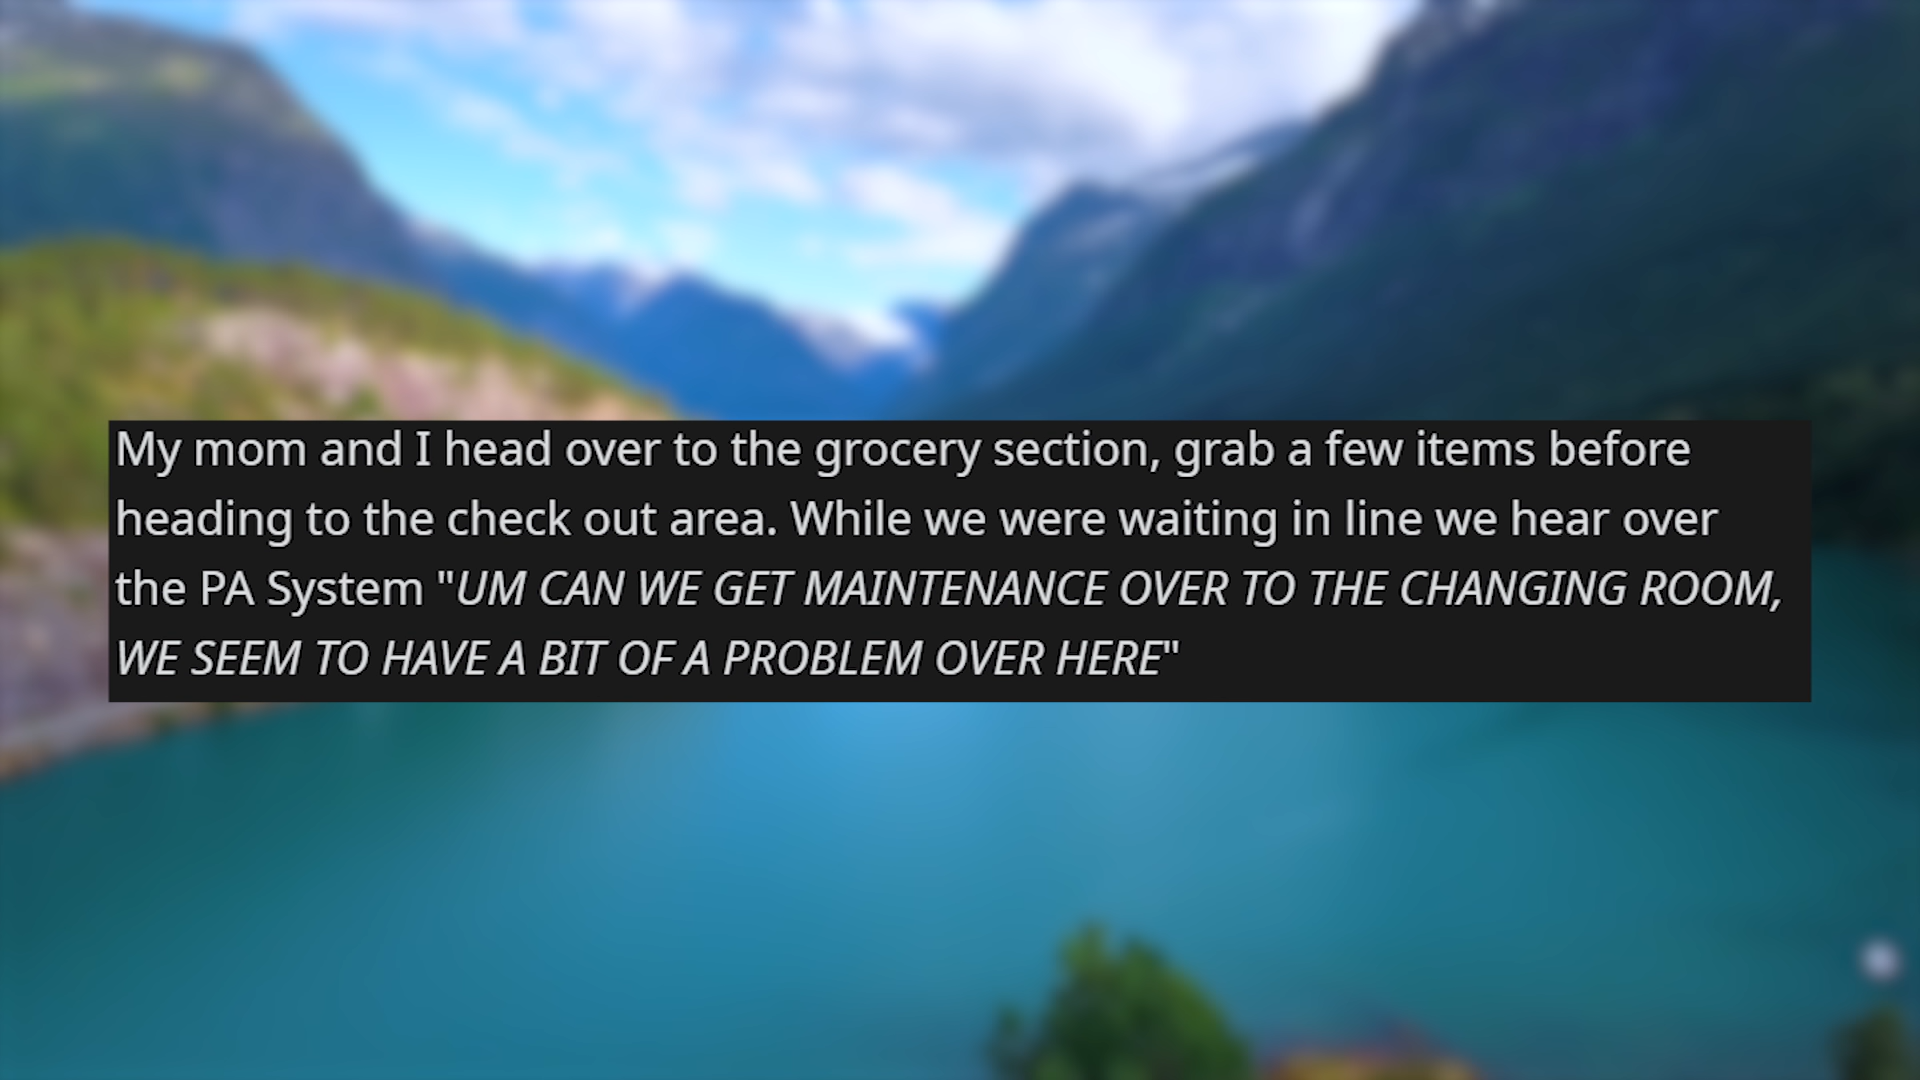 My mom and I head over to the grocery section, grab a few items before
heading to the check out area. While we were waiting in line we hear over
the PA System "UM CAN WE GET MAINTENANCE OVER TO THE CHANGING ROOM,
WE SEEM TO HAVE A BIT OF A PROBLEM OVER HERE"